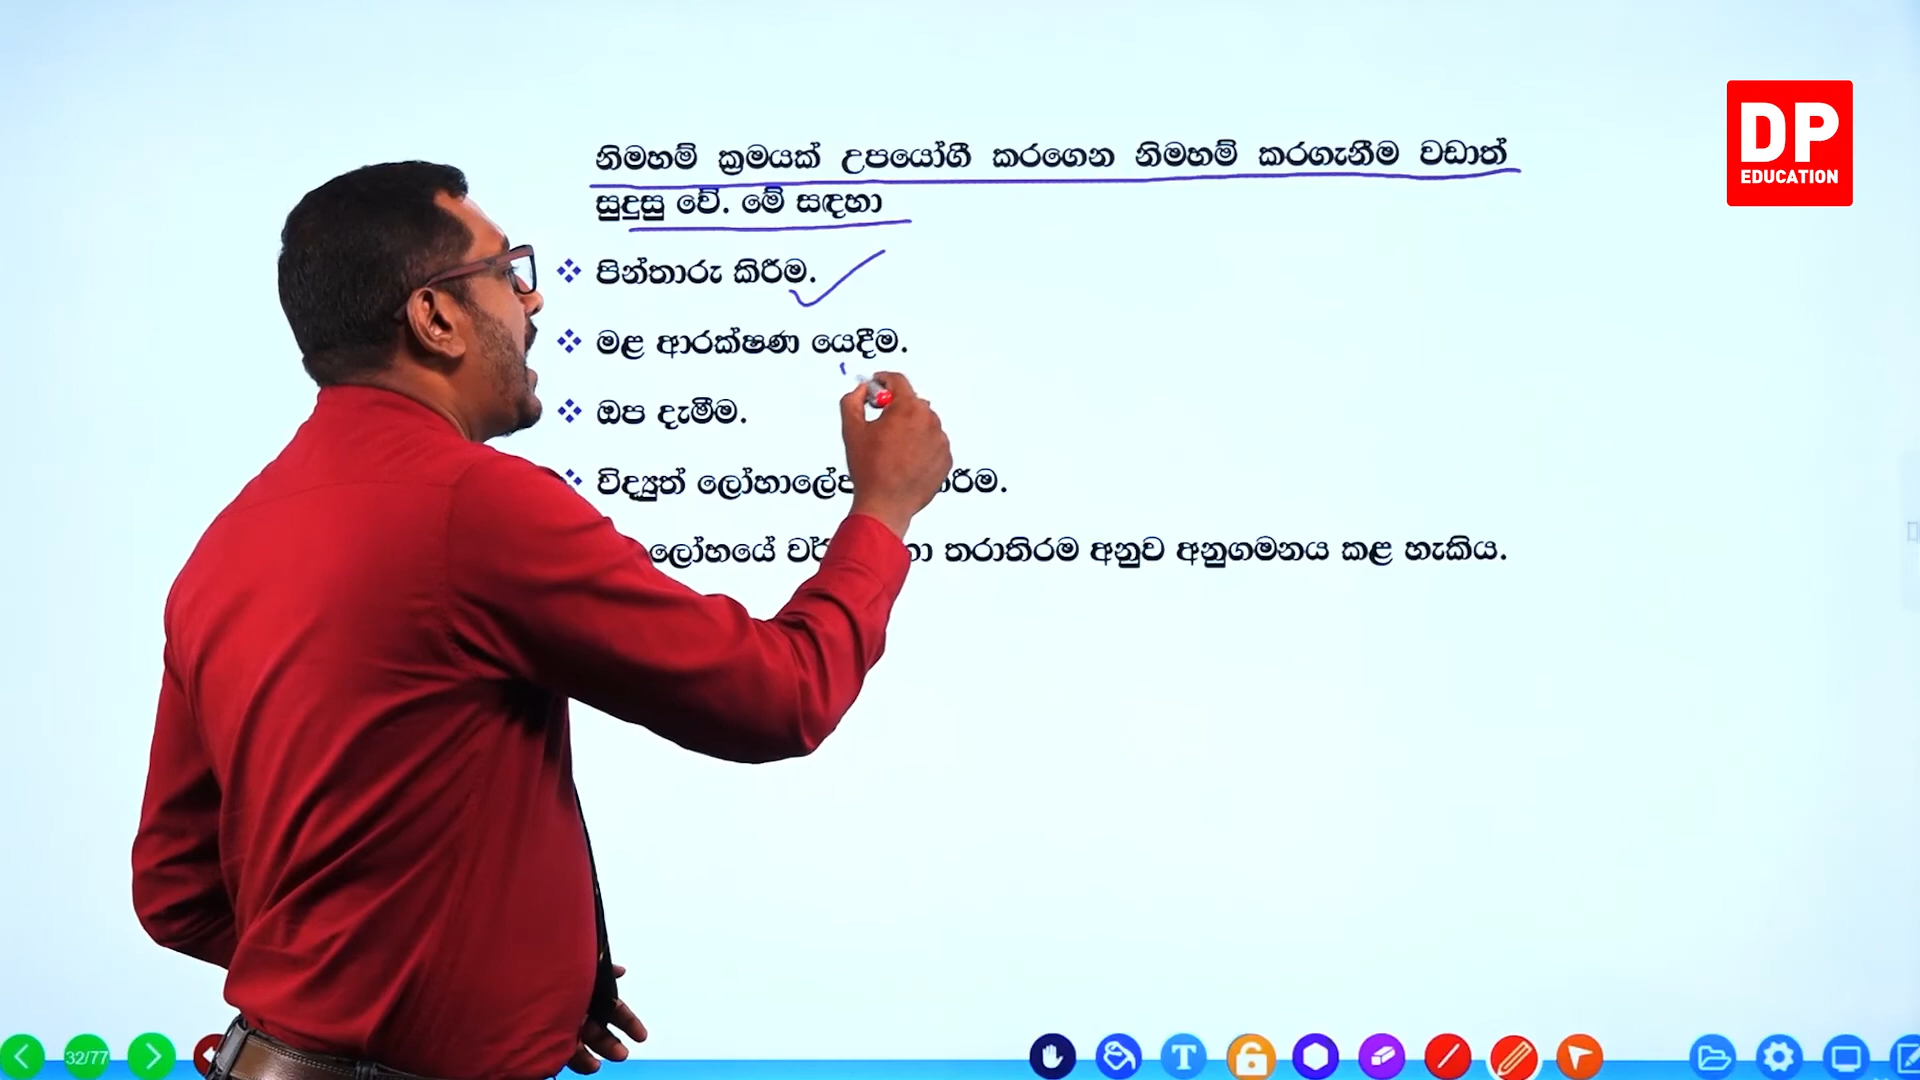 DP
EDUCATION
නිමහම් ක්‍රමයක් උපයෝගී කරගෙන නිමහම් කරගැනීම වඩාත්
සුදුසු වේ. මේ සඳහා
පින්තාරු කිරීම.
මළ ආරක්ෂණ යෙදීම.
ඔප දැමීම.
විද්‍යුත්
ලෝහයේ තරාතිරම අනුව අනුගමනය කළ හැකිය.
32/77
T